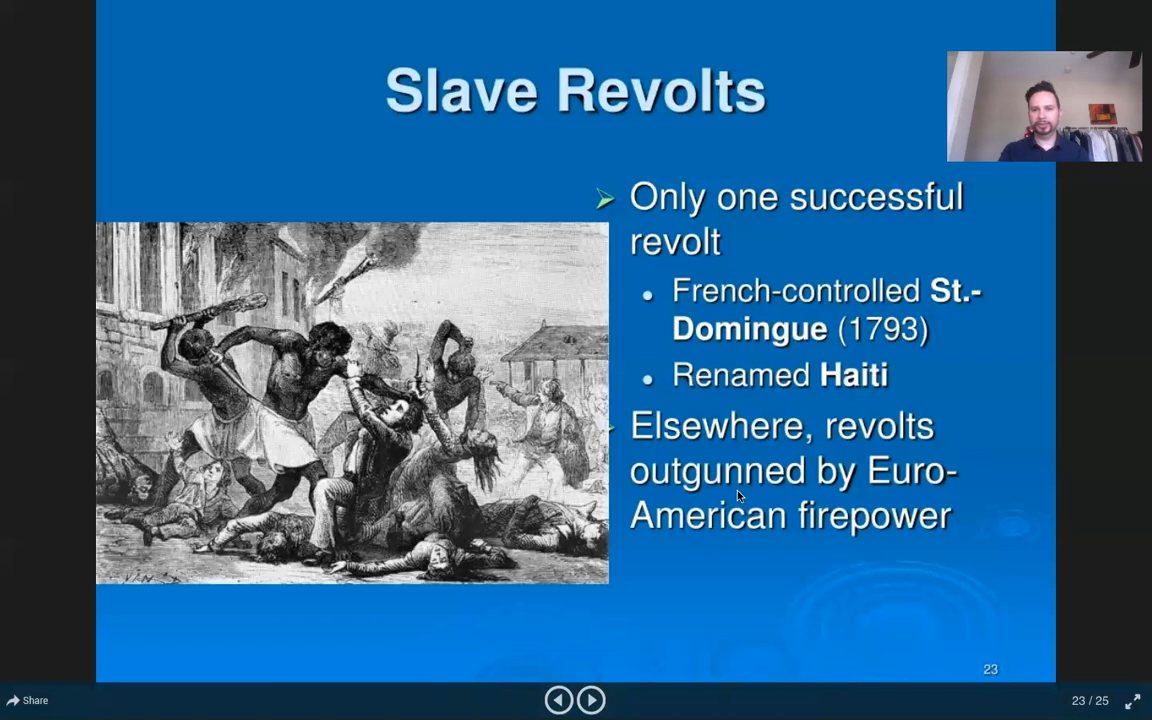 Slave Revolts
Only one successful
revolt
French-controlled St.-
Domingue (1793)
Renamed Haiti
Elsewhere, revolts
outgunned by Euro-
American firepower
23
Share
23 / 25